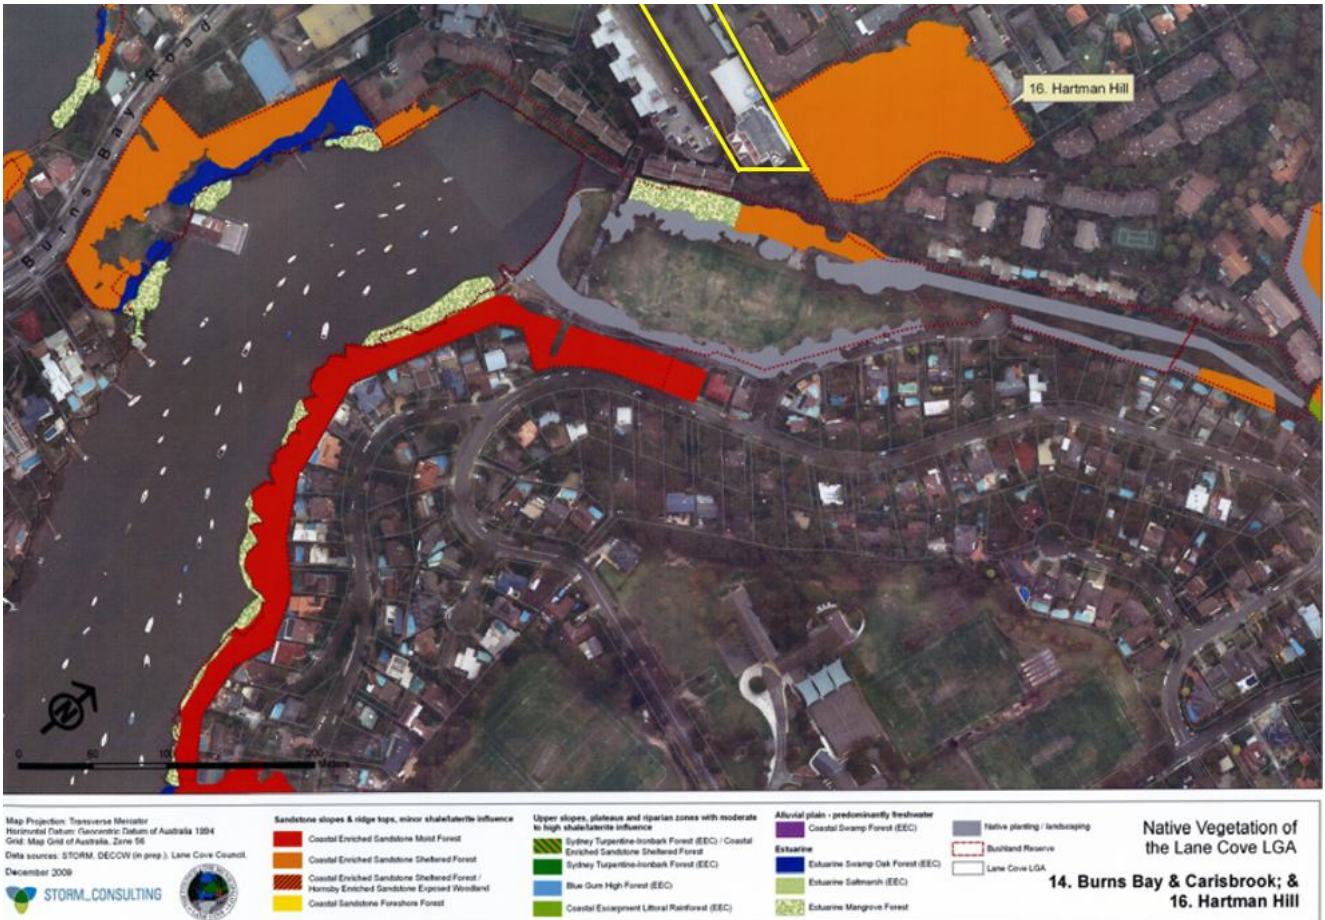 Burns Bay Road
16. Hartman Hill
N
0 50 100 200
Map Projection: Transverse Mercator
Horizontal Datum: Geocentric Datum of Australia 1994
Grid: Map Grid of Australia, Zone 56
Data sources: STORM, DECCW (in prep.), Lane Cove Council.
December 2009
STORM_CONSULTING
Sandstone slopes & ridge tops, minor shale/laterite influence
Coastal Enriched Sandstone Moist Forest
Coastal Enriched Sandstone Sheltered Forest
Coastal Enriched Sandstone Sheltered Forest /
Hornsby Enriched Sandstone Exposed Woodland
Coastal Sandstone Foreshore Forest
Upper slopes, plateaus and riparian zones with moderate
to high shale/laterite influence
Sydney Turpentine-Ironbark Forest (EEC) / Coastal
Enriched Sandstone Sheltered Forest
Sydney Turpentine-Ironbark Forest (EEC)
Blue Gum High Forest (EEC)
Coastal Escarpment Littoral Rainforest (EEC)
Alluvial plain - predominantly freshwater
Coastal Swamp Forest (EEC)
Estuarine
Estuarine Swamp Oak Forest (EEC)
Estuarine Saltmarsh (EEC)
Estuarine Mangrove Forest
Native planting / landscaping
Bushland Reserve
Lane Cove LGA
Native Vegetation of
the Lane Cove LGA
14. Burns Bay & Carisbrook; &
16. Hartman Hill